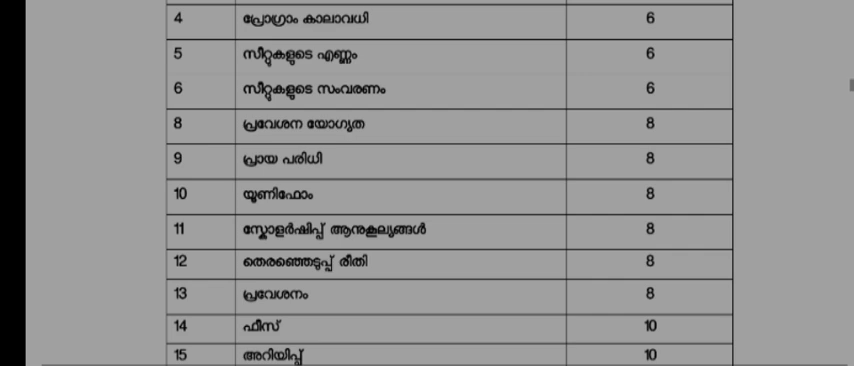 4 പ്രോഗ്രാം കാലാവധി 6
5 സീറ്റുകളുടെ എണ്ണം 6
6 സീറ്റുകളുടെ സംവരണം 6
8 പ്രവേശന യോഗ്യത 8
9 പ്രായ പരിധി 8
10 യൂണിഫോം 8
11 സ്കോളർഷിപ്പ് ആനുകൂല്യങ്ങൾ 8
12 തെരഞ്ഞെടുപ്പ് രീതി 8
13 പ്രവേശനം 8
14 ഫീസ് 10
15 അറിയിപ്പ് 10